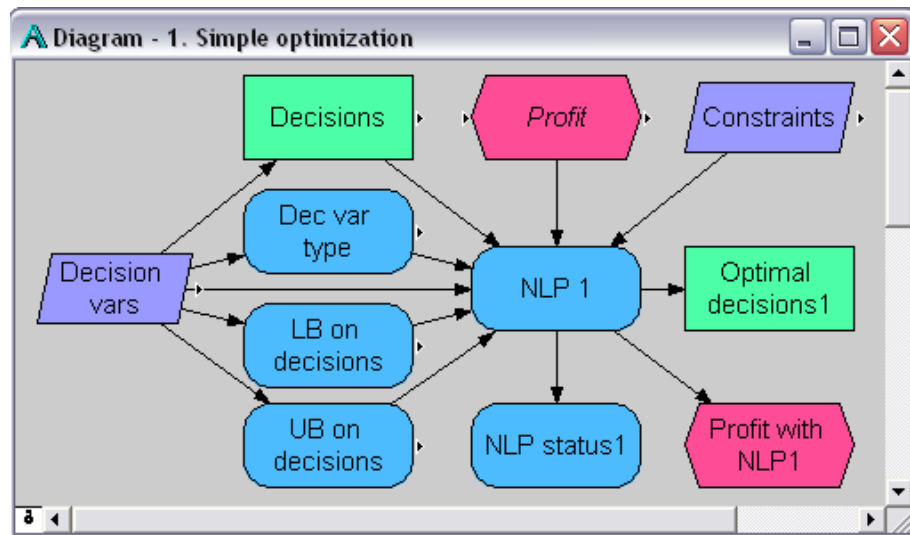 Diagram - 1. Simple optimization
Decisions
Profit
Constraints
Dec var
type
Decision
vars
NLP 1
Optimal
decisions1
LB on
decisions
UB on
decisions
NLP status1
Profit with
NLP1